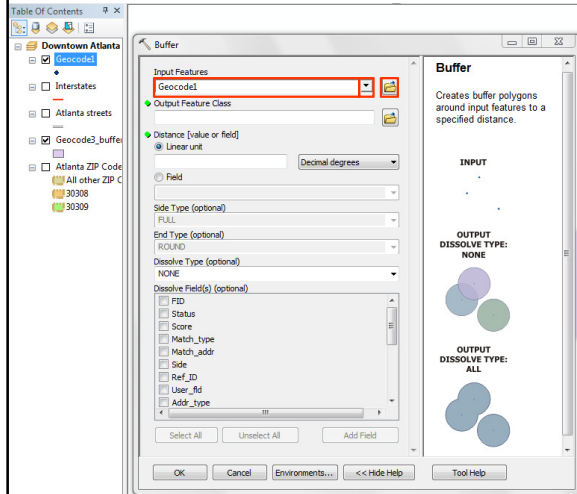 Table Of Contents
Downtown Atlanta
Geocode1
Interstates
Atlanta streets
Geocode3_buffer
Atlanta ZIP Code
All other ZIP C
30308
30309
Buffer
Input Features
Geocode1
Output Feature Class
Distance [value or field]
Linear unit
Decimal degrees
Field
Side Type (optional)
FULL
End Type (optional)
ROUND
Dissolve Type (optional)
NONE
Dissolve Field(s) (optional)
FID
Status
Score
Match_type
Match_addr
Side
Ref_ID
User_fld
Addr_type
Select All Unselect All Add Field
OK Cancel Environments... << Hide Help Tool Help
Buffer
Creates buffer polygons
around input features to a
specified distance.
INPUT
OUTPUT
DISSOLVE TYPE:
NONE
OUTPUT
DISSOLVE TYPE:
ALL